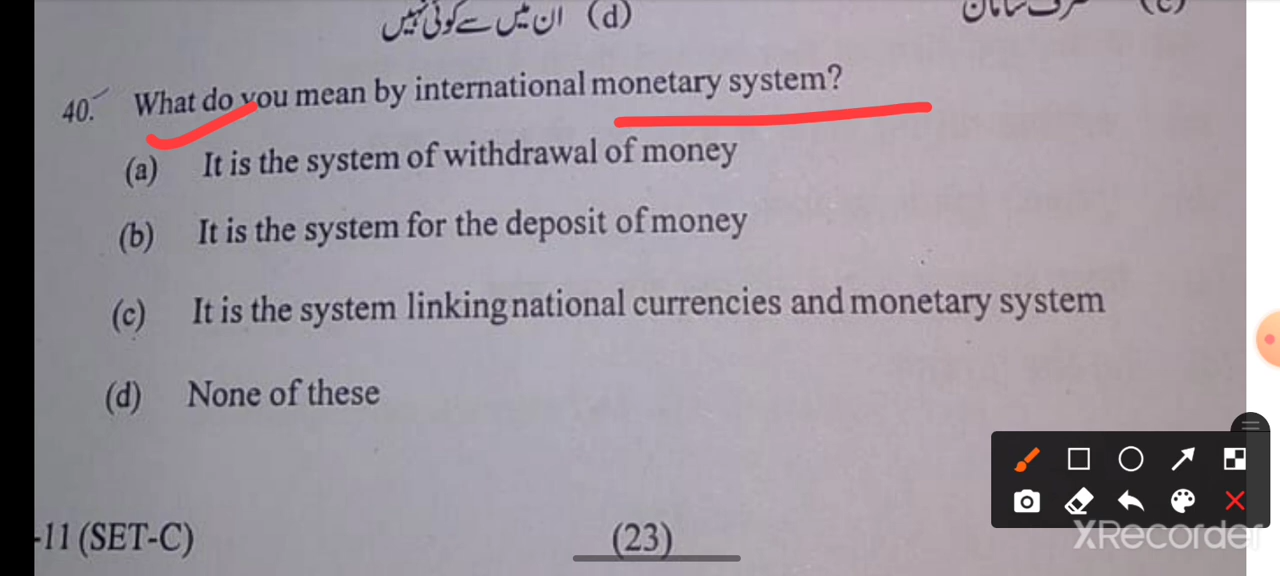 (d) ان میں سے کوئی نہیں
40. What do you mean by international monetary system?
(a) It is the system of withdrawal of money
(b) It is the system for the deposit of money
(c) It is the system linking national currencies and monetary system
(d) None of these
-11 (SET-C) (23)
XRecorder